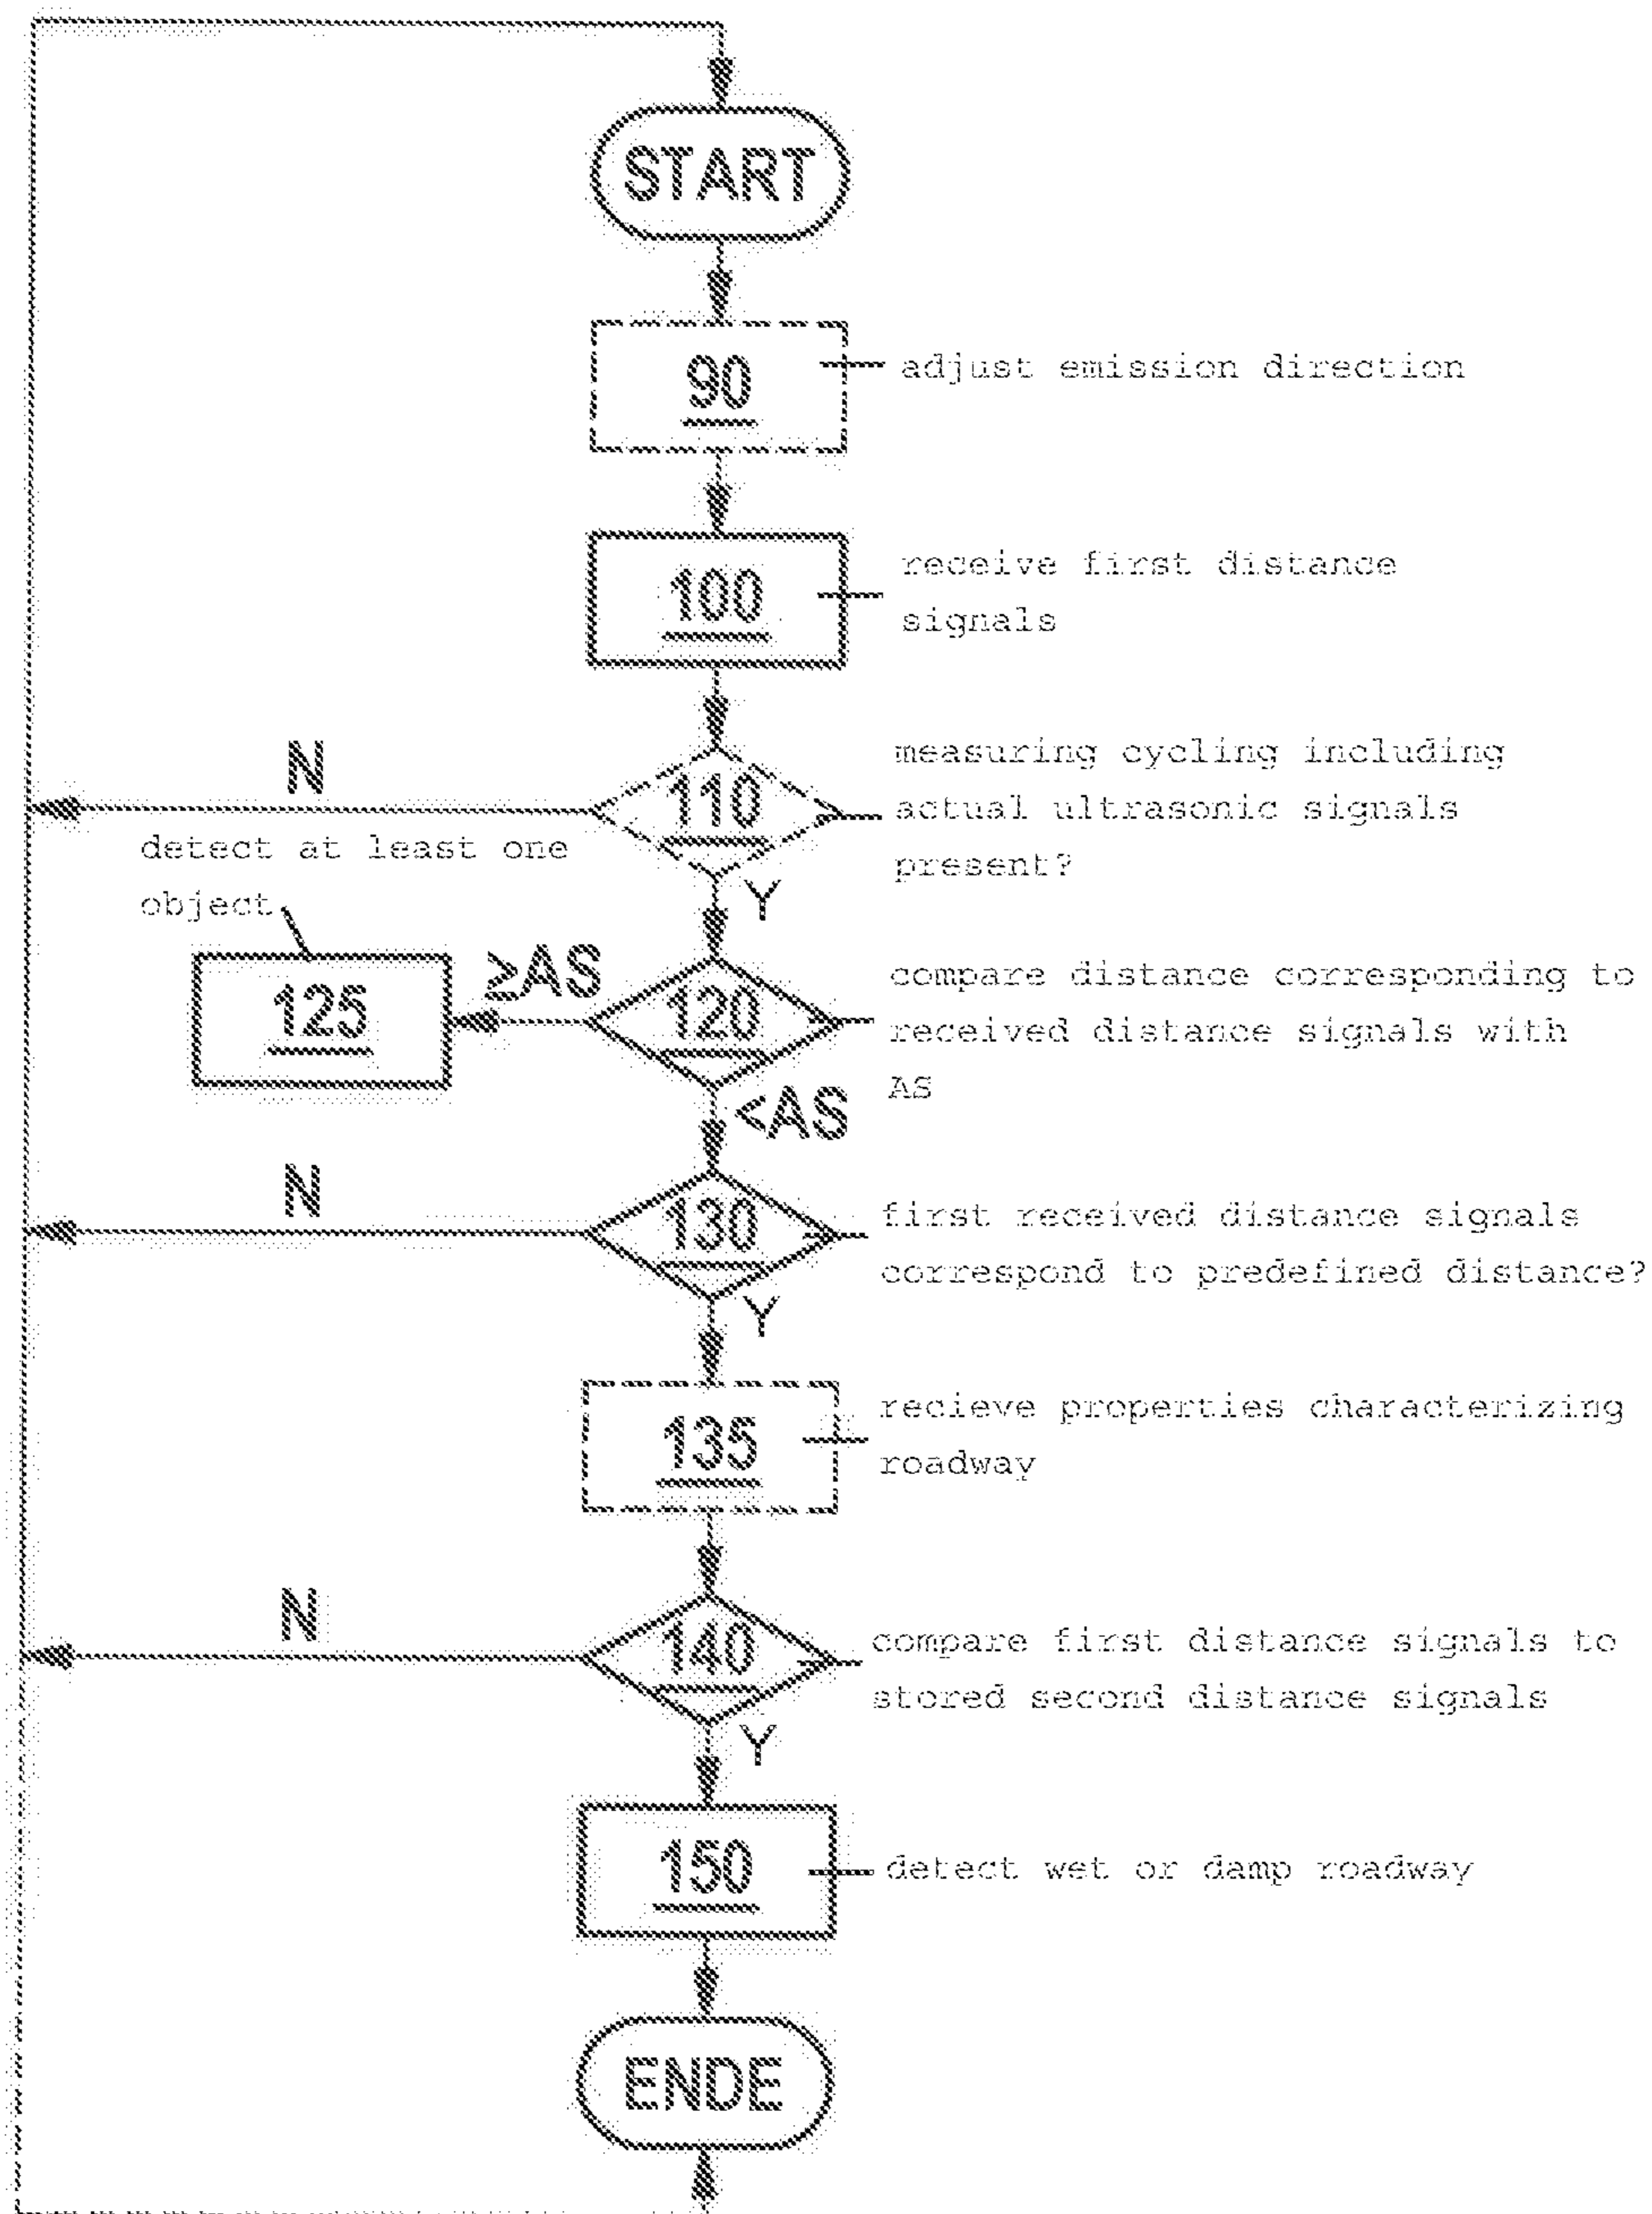 START
90
adjust emission direction
100
receive first distance
signals
N
110
measuring cycling including
actual ultrasonic signals
present?
Y
detect at least one
object
125
≥AS
120
compare distance corresponding to
received distance signals with
AS
<AS
N
130
first received distance signals
correspond to predefined distance?
Y
135
recieve properties characterizing
roadway
N
140
compare first distance signals to
stored second distance signals
Y
150
detect wet or damp roadway
ENDE